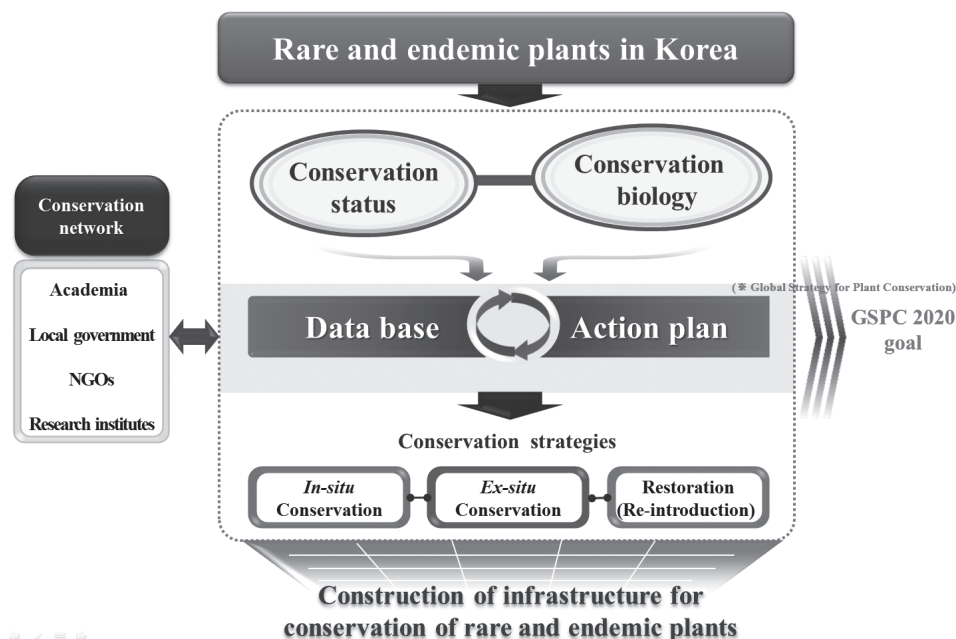 Rare and endemic plants in Korea
Conservation
status
Conservation
biology
Conservation
network
Academia
Local government
NGOs
Research institutes
Data base
Action plan
(※ Global Strategy for Plant Conservation)
GSPC 2020
goal
Conservation strategies
In-situ
Conservation
Ex-situ
Conservation
Restoration
(Re-introduction)
Construction of infrastructure for
conservation of rare and endemic plants